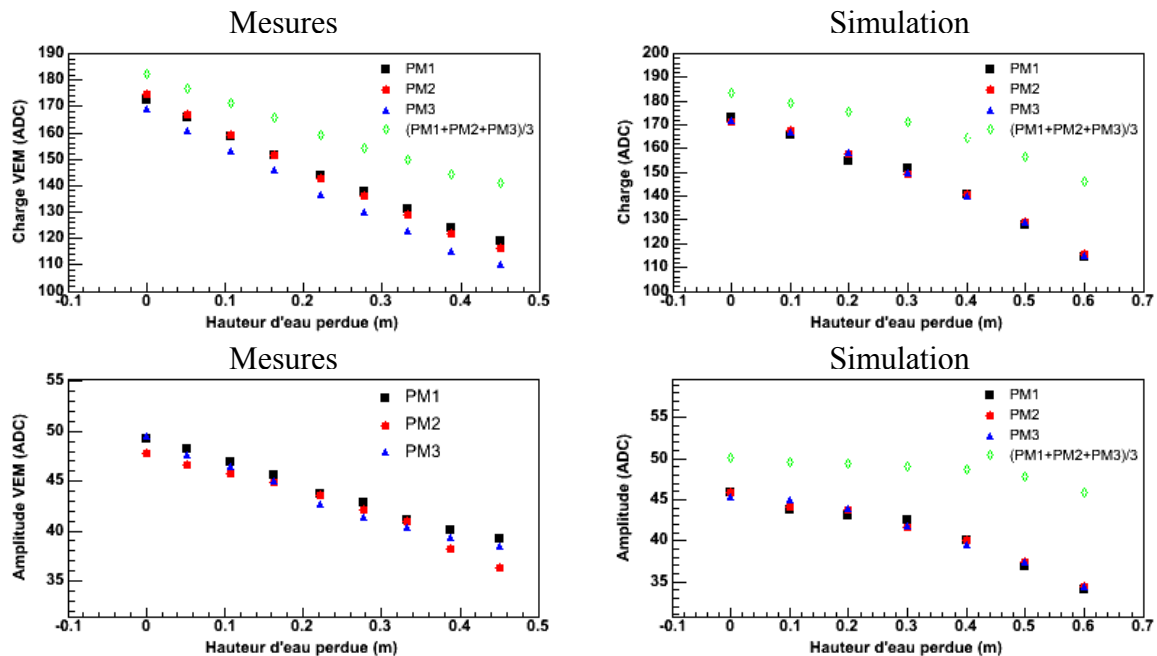 Mesures
190
180
170
160
150
140
130
120
110
100
-0.1 0 0.1 0.2 0.3 0.4 0.5
Charge VEM (ADC)
Hauteur d'eau perdue (m)
PM1
PM2
PM3
(PM1+PM2+PM3)/3
Simulation
200
190
180
170
160
150
140
130
120
110
100
-0.1 0 0.1 0.2 0.3 0.4 0.5 0.6 0.7
Charge (ADC)
Hauteur d'eau perdue (m)
PM1
PM2
PM3
(PM1+PM2+PM3)/3
Mesures
55
50
45
40
35
-0.1 0 0.1 0.2 0.3 0.4 0.5
Amplitude VEM (ADC)
Hauteur d'eau perdue (m)
PM1
PM2
PM3
Simulation
55
50
45
40
35
-0.1 0 0.1 0.2 0.3 0.4 0.5 0.6 0.7
Amplitude (ADC)
Hauteur d'eau perdue (m)
PM1
PM2
PM3
(PM1+PM2+PM3)/3